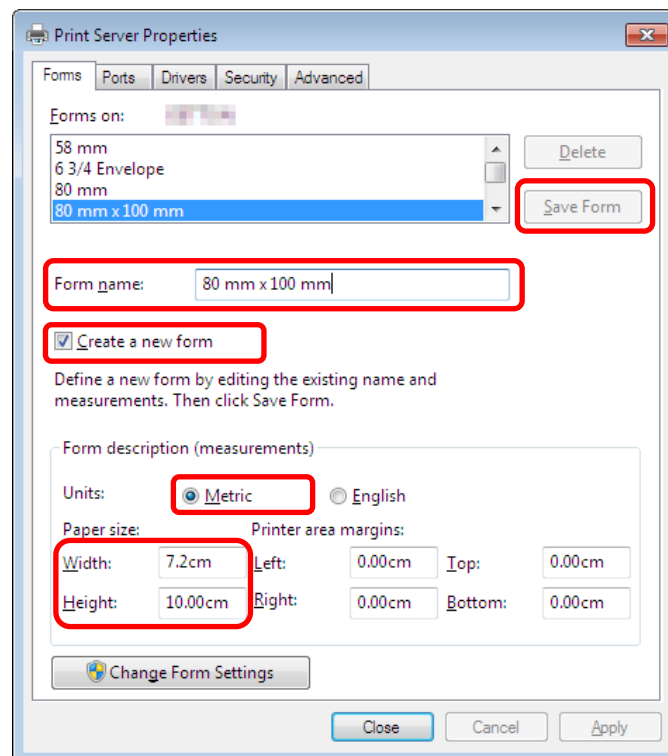 Print Server Properties
Forms Ports Drivers Security Advanced
Forms on:
58 mm
6 3/4 Envelope
80 mm
80 mm x 100 mm
Delete
Save Form
Form name: 80 mm x 100 mm
Create a new form
Define a new form by editing the existing name and
measurements. Then click Save Form.
Form description (measurements)
Units: Metric English
Paper size: Printer area margins:
Width: 7.2cm Left: 0.00cm Top: 0.00cm
Height: 10.00cm Right: 0.00cm Bottom: 0.00cm
Change Form Settings
Close Cancel Apply